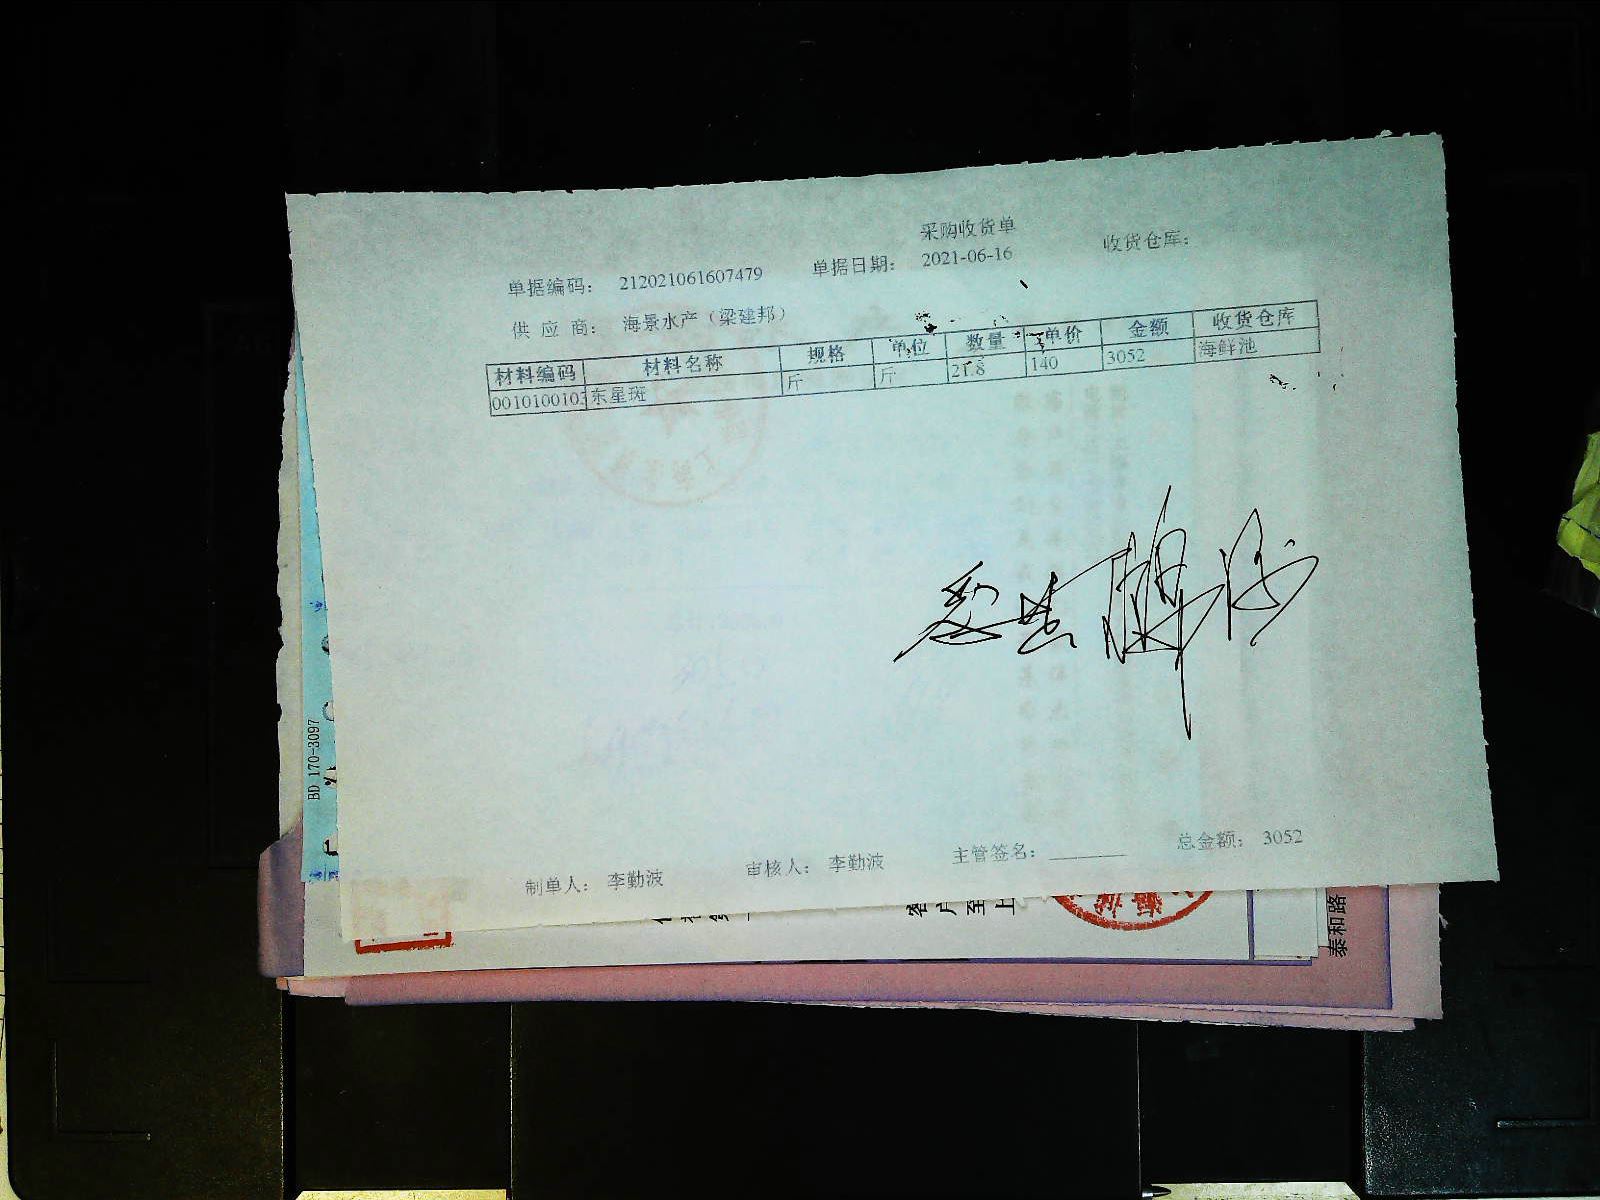 采购收货单
单据编码： 212021061607479 单据日期： 2021-06-16 收货仓库：
供 应 商： 海景水产（梁建邦）
材料编码 材料名称 规格 单位 数量 单价 金额 收货仓库
0010100103 东星斑 斤 斤 21.8 140 3052 海鲜池
制单人： 李勤波 审核人： 李勤波 主管签名： 总金额： 3052
BD 170-3097
客户至上
泰和路